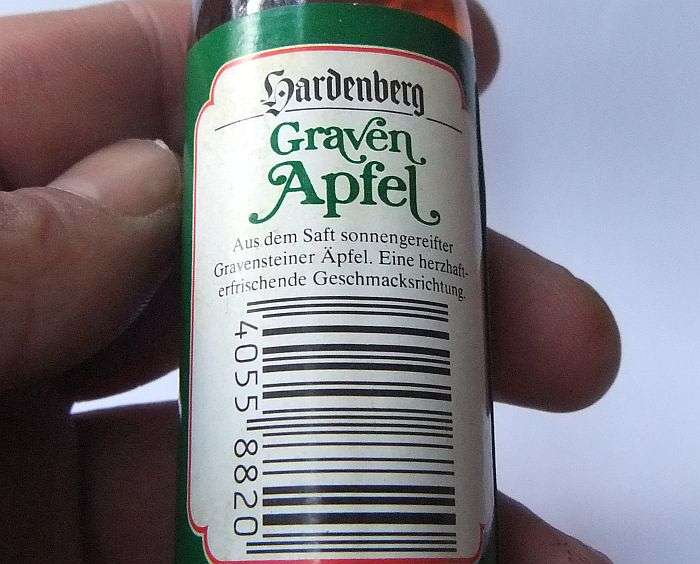 Hardenberg
Graven
Apfel
Aus dem Saft sonnengereifter
Gravensteiner Äpfel. Eine herzhaft-
erfrischende Geschmacksrichtung.
4055 8820